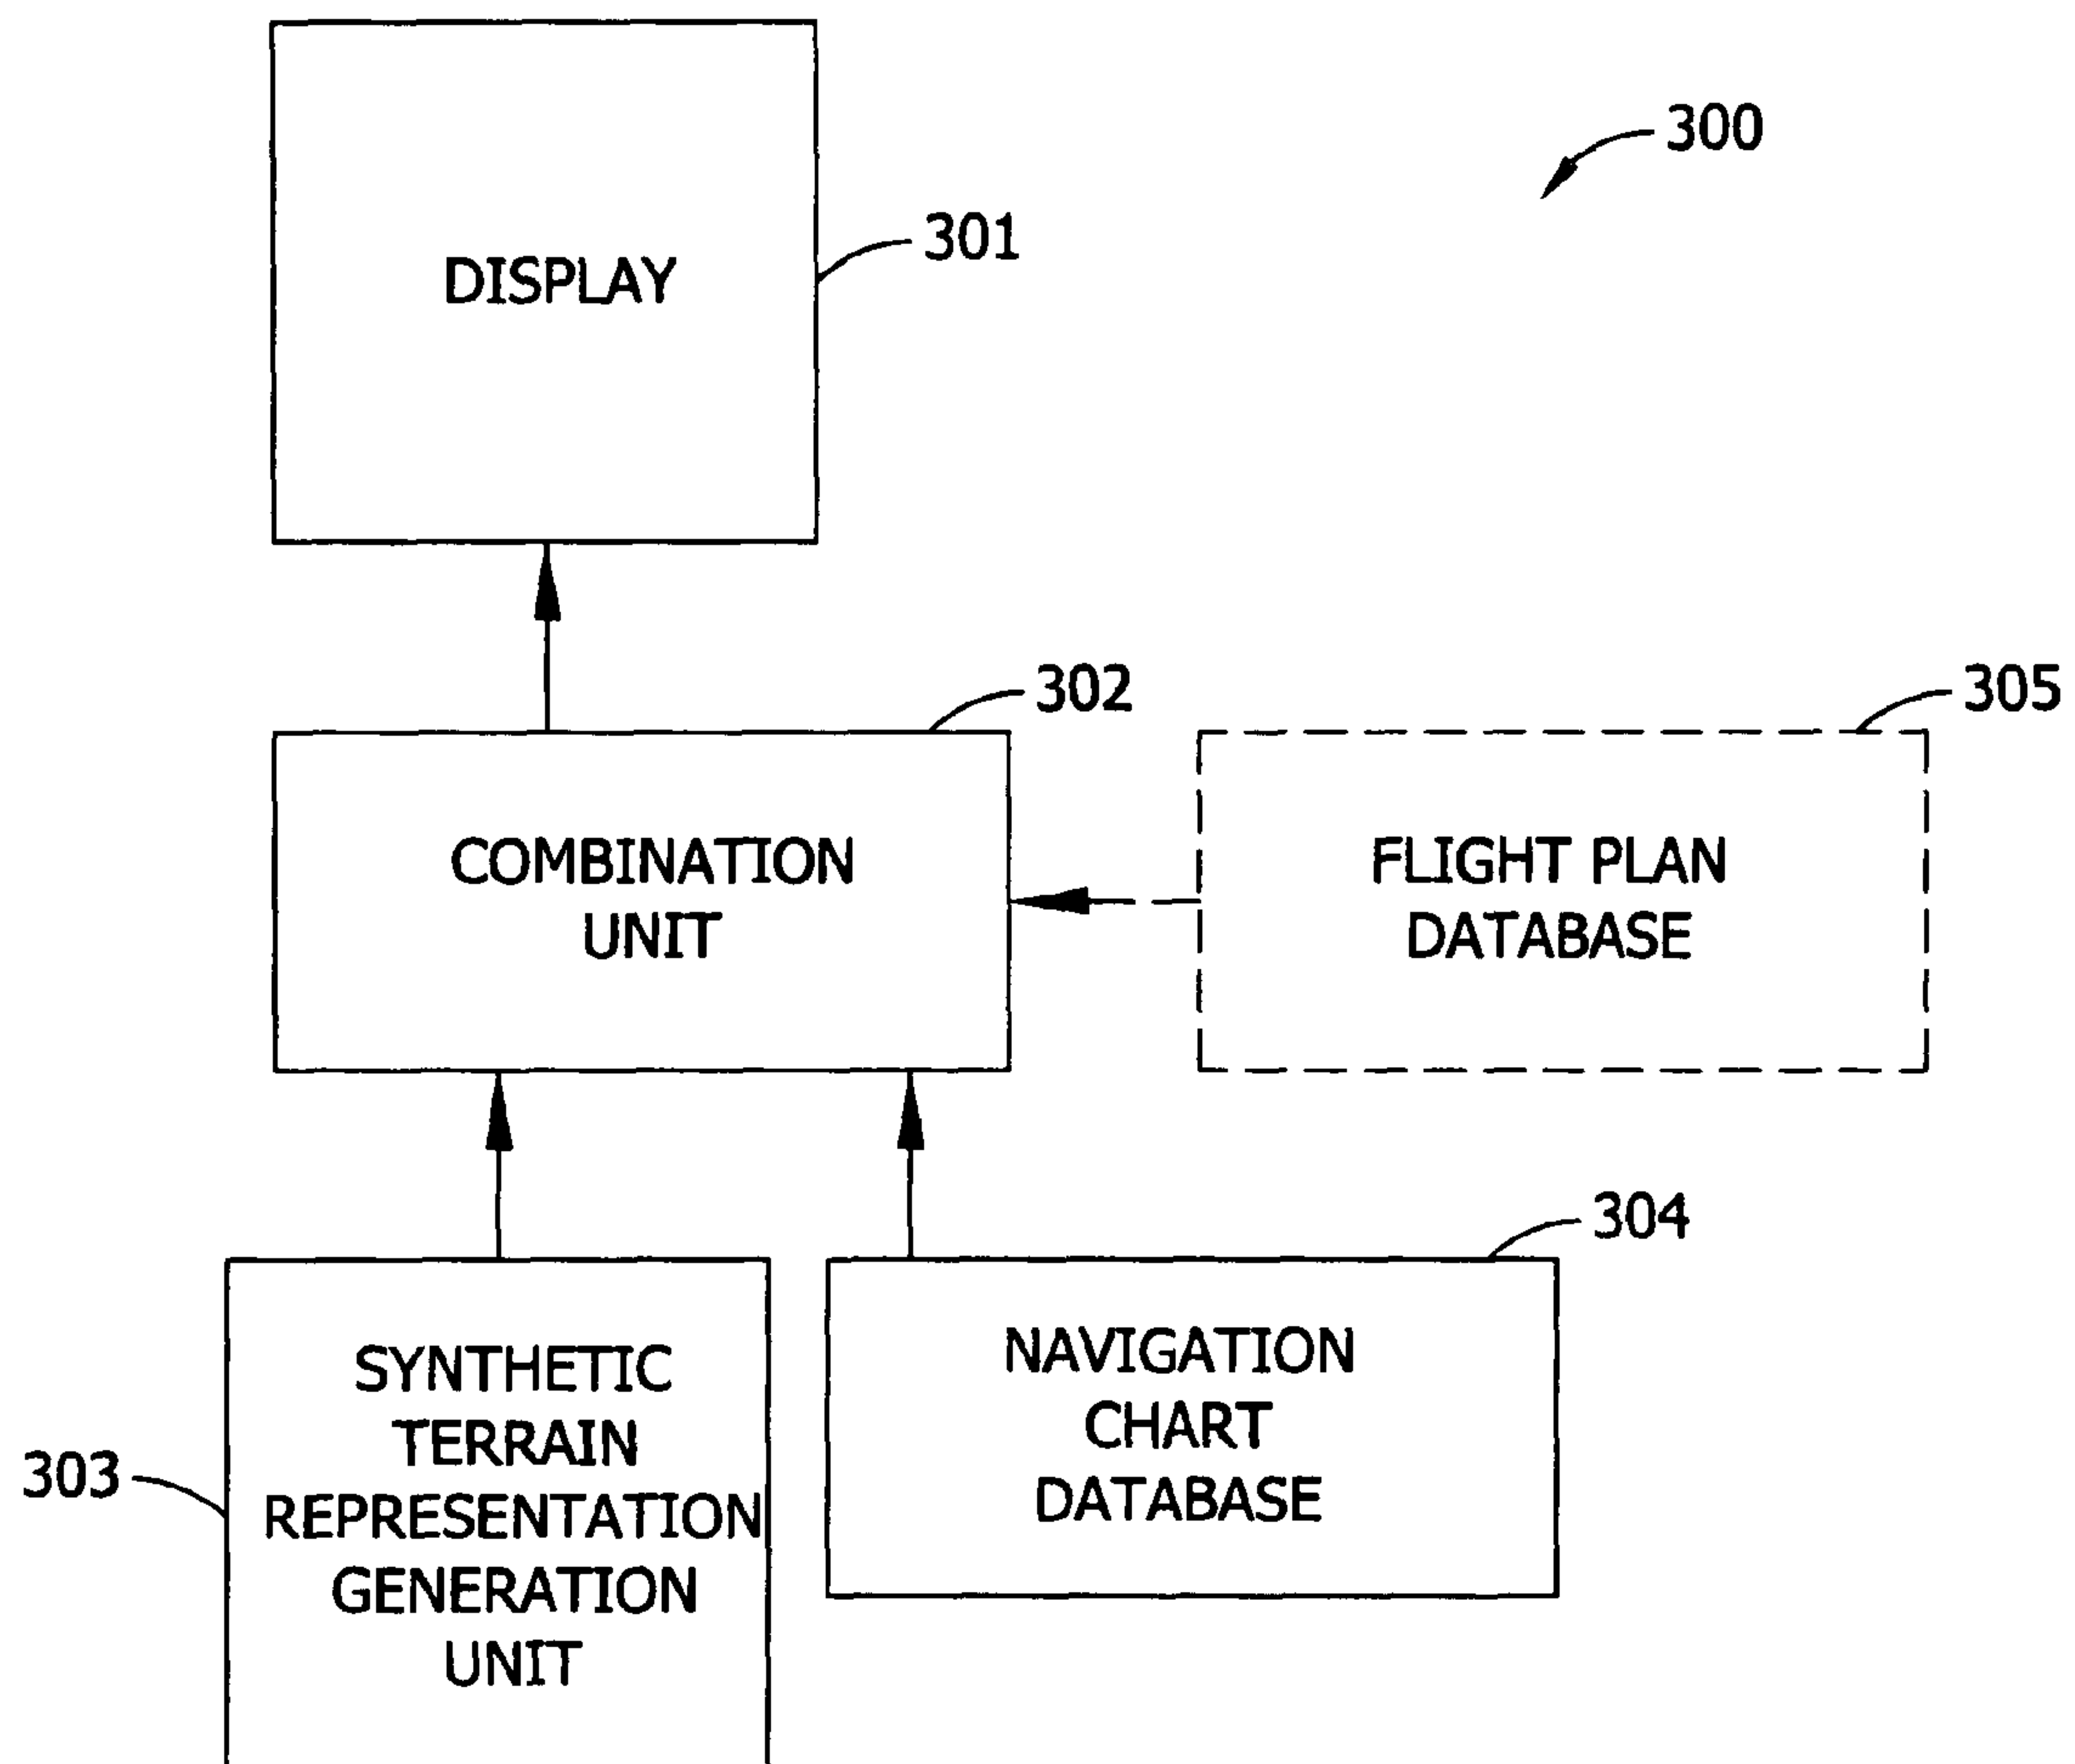 300
DISPLAY
301
302
305
COMBINATION
UNIT
FLIGHT PLAN
DATABASE
304
NAVIGATION
CHART
DATABASE
303
SYNTHETIC
TERRAIN
REPRESENTATION
GENERATION
UNIT